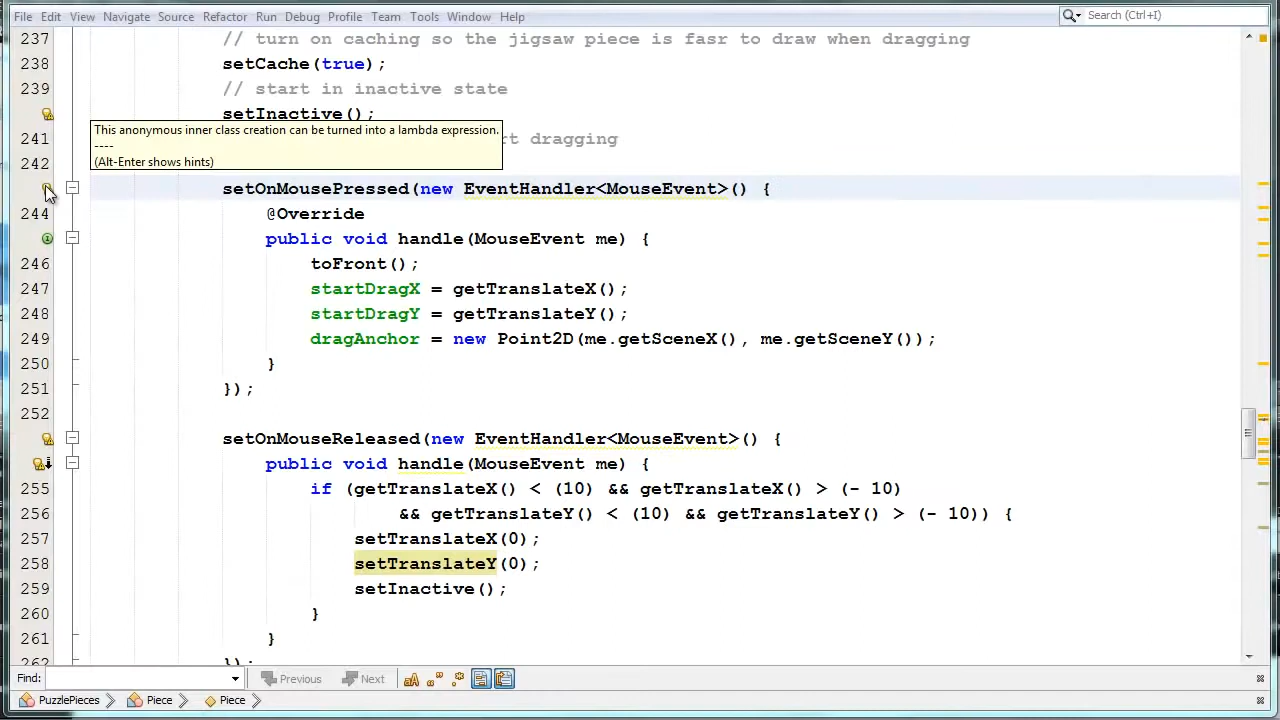 File Edit View Navigate Source Refactor Run Debug Profile Team Tools Window Help Search (Ctrl+I)
237 // turn on caching so the jigsaw piece is fasr to draw when dragging
238 setCache(true);
239 // start in inactive state
setInactive();
This anonymous inner class creation can be turned into a lambda expression.
----
(Alt-Enter shows hints)
241 rt dragging
242
setOnMousePressed(new EventHandler<MouseEvent>() {
244 @Override
public void handle(MouseEvent me) {
246 toFront();
247 startDragX = getTranslateX();
248 startDragY = getTranslateY();
249 dragAnchor = new Point2D(me.getSceneX(), me.getSceneY());
250 }
251 });
252
setOnMouseReleased(new EventHandler<MouseEvent>() {
public void handle(MouseEvent me) {
255 if (getTranslateX() < (10) && getTranslateX() > (- 10)
256 && getTranslateY() < (10) && getTranslateY() > (- 10)) {
257 setTranslateX(0);
258 setTranslateY(0);
259 setInactive();
260 }
261 }
262 });
Find: Previous Next
PuzzlePieces Piece Piece